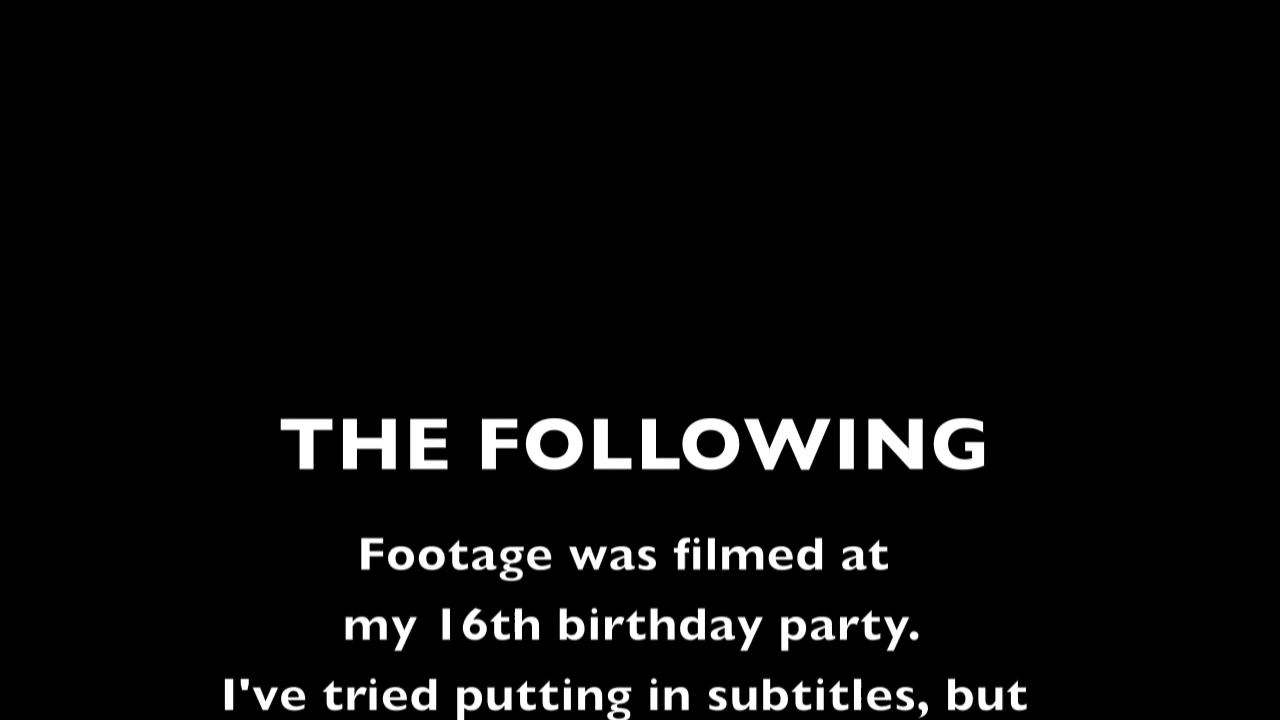 THE FOLLOWING
Footage was filmed at
my 16th birthday party.
I've tried putting in subtitles, but